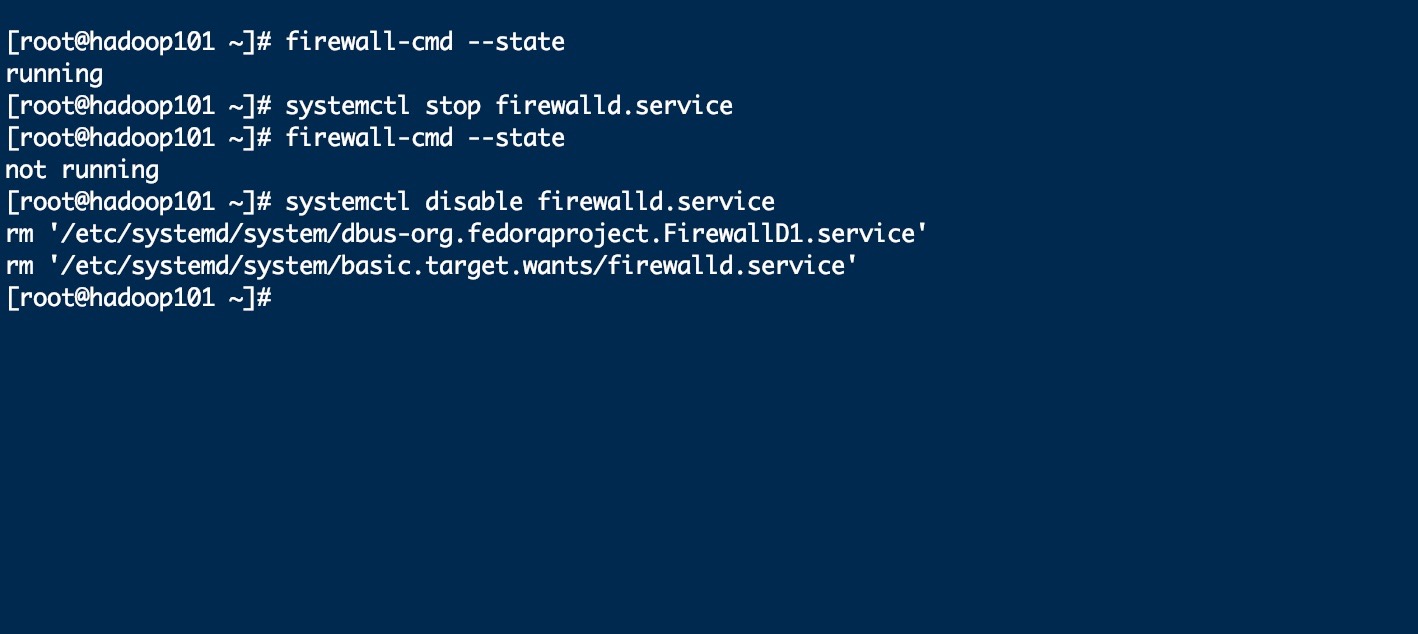 [root@hadoop101 ~]# firewall-cmd --state
running
[root@hadoop101 ~]# systemctl stop firewalld.service
[root@hadoop101 ~]# firewall-cmd --state
not running
[root@hadoop101 ~]# systemctl disable firewalld.service
rm '/etc/systemd/system/dbus-org.fedoraproject.FirewallD1.service'
rm '/etc/systemd/system/basic.target.wants/firewalld.service'
[root@hadoop101 ~]#